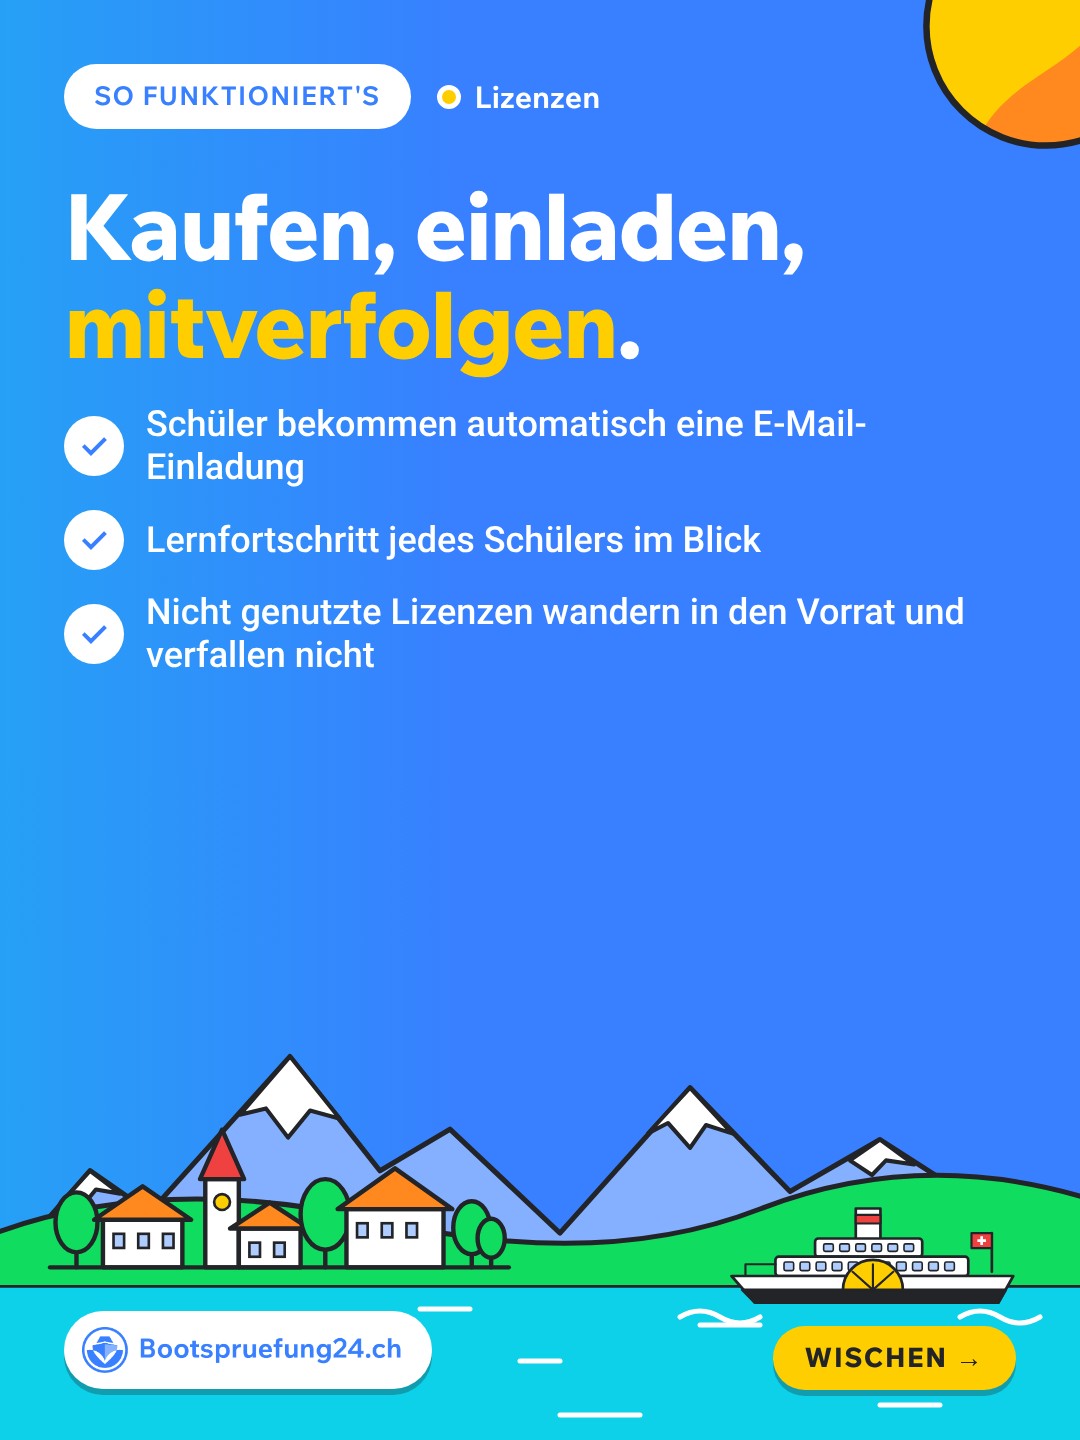 SO FUNKTIONIERT'S
Lizenzen
Kaufen, einladen,
mitverfolgen.
Schüler bekommen automatisch eine E-Mail-
Einladung
Lernfortschritt jedes Schülers im Blick
Nicht genutzte Lizenzen wandern in den Vorrat und
verfallen nicht
Bootspruefung24.ch
WISCHEN →